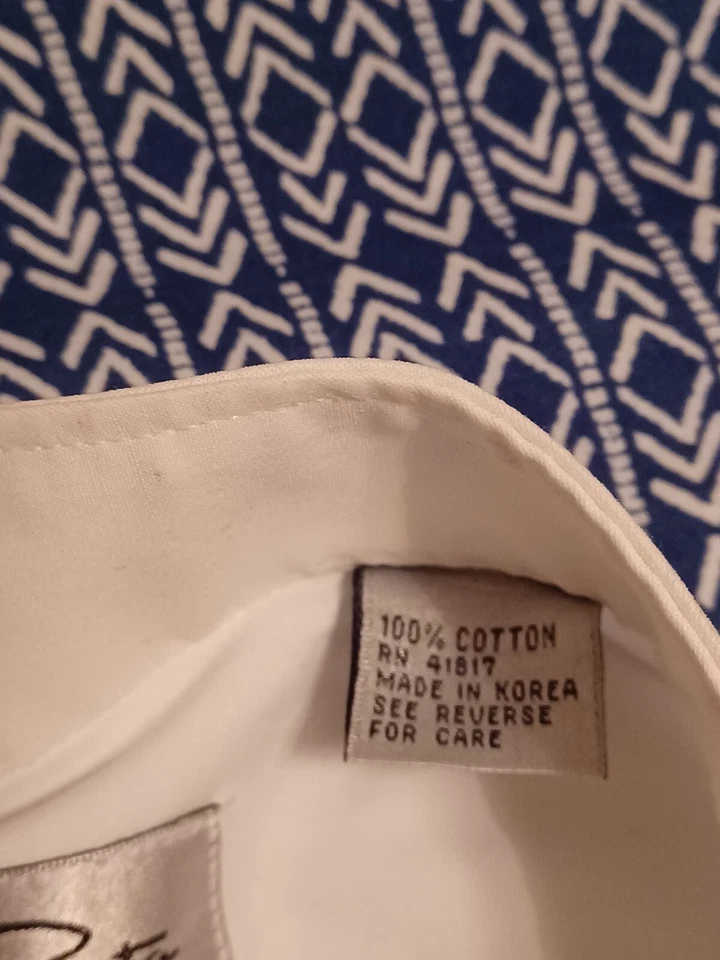 100% COTTON
RN 41817
MADE IN KOREA
SEE REVERSE
FOR CARE